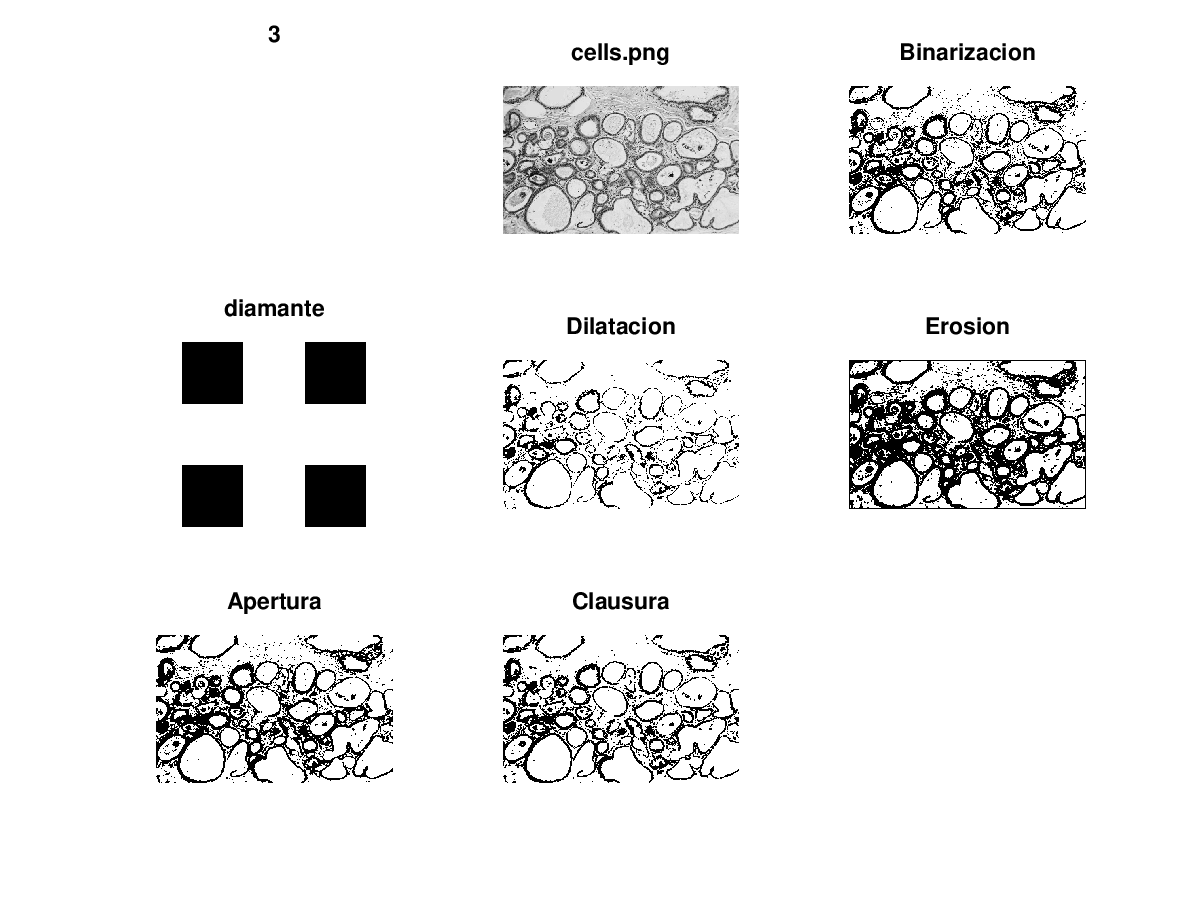 3
cells.png
Binarizacion
diamante
Dilatacion
Erosion
Apertura
Clausura